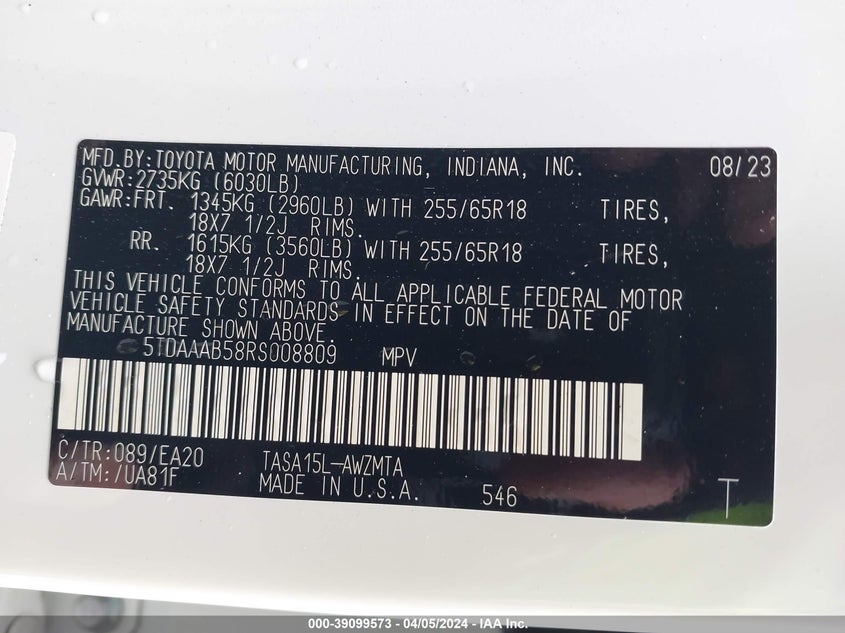 MFD.BY:TOYOTA MOTOR MANUFACTURING, INDIANA, INC. 08/23
GVWR:2735KG (6030LB)
GAWR:FRT. 1345KG (2960LB) WITH 255/65R18 TIRES,
18X7 1/2J RIMS.
RR. 1615KG (3560LB) WITH 255/65R18 TIRES,
18X7 1/2J RIMS.
THIS VEHICLE CONFORMS TO ALL APPLICABLE FEDERAL MOTOR
VEHICLE SAFETY STANDARDS IN EFFECT ON THE DATE OF
MANUFACTURE SHOWN ABOVE.
5TDAAAB58RS008809 MPV
C/TR:089/EA20 TASA15L-AWZMTA
A/TM:/UA81F MADE IN U.S.A. 546 T
000-39099573 - 04/05/2024 - IAA Inc.